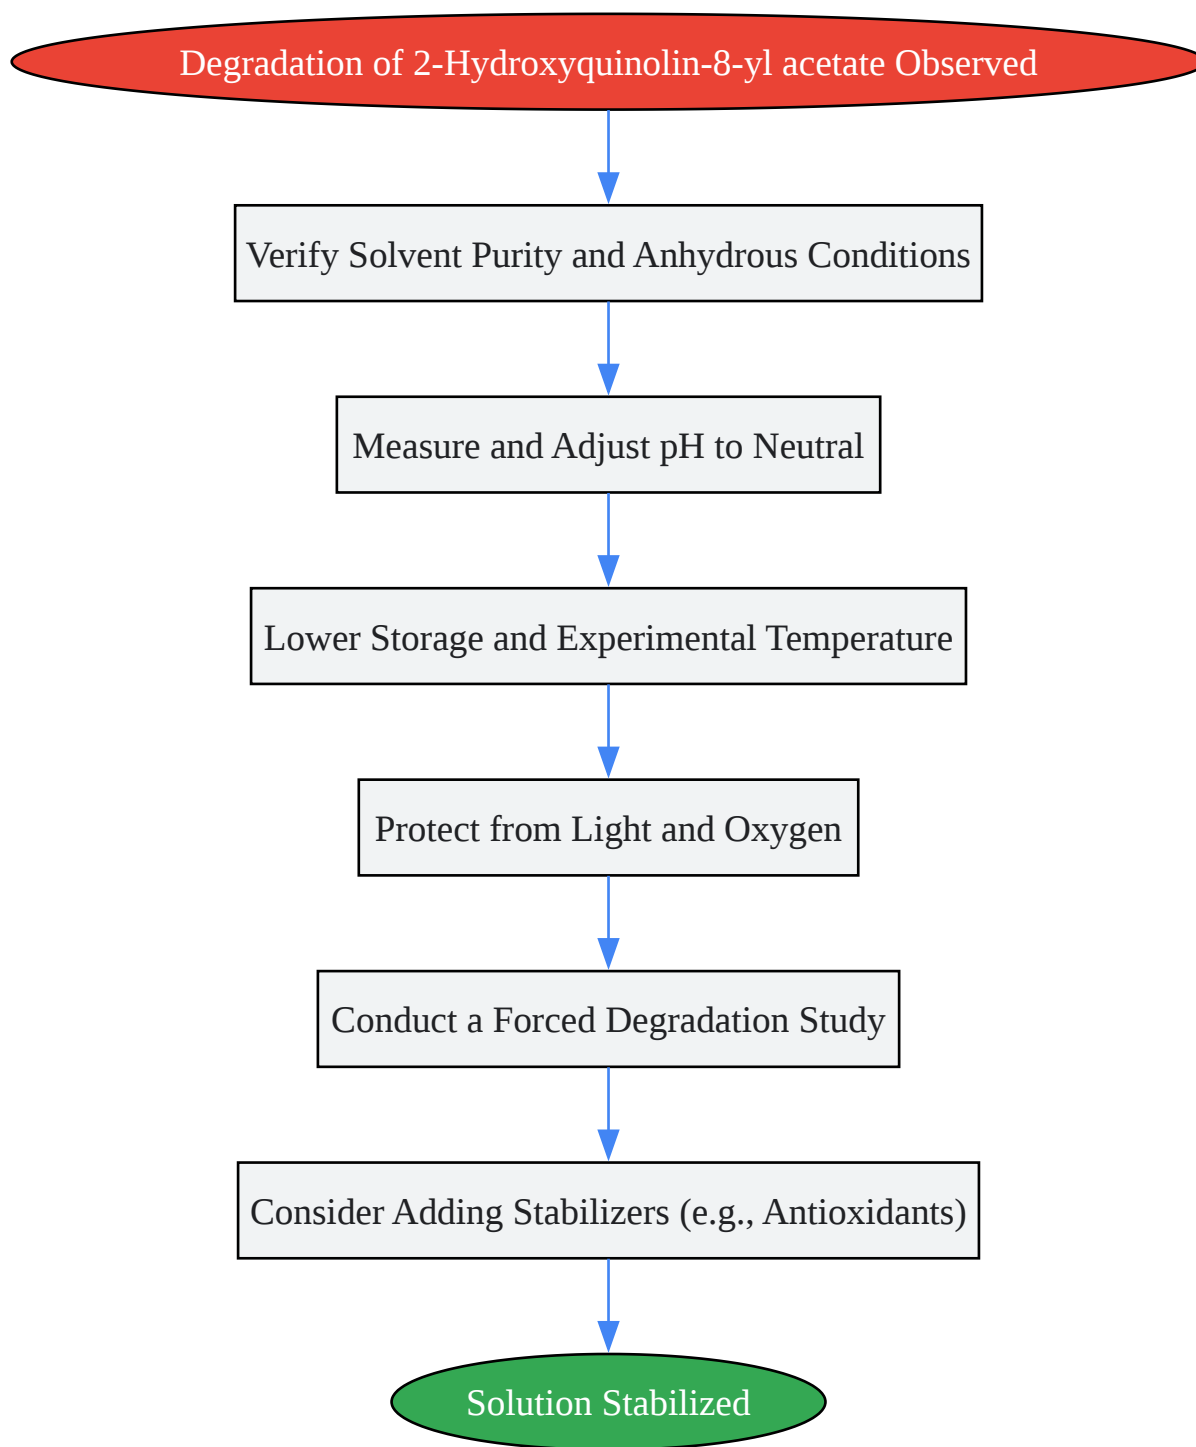 Degradation of 2-Hydroxyquinolin-8-yl acetate Observed
Verify Solvent Purity and Anhydrous Conditions
Measure and Adjust pH to Neutral
Lower Storage and Experimental Temperature
Protect from Light and Oxygen
Conduct a Forced Degradation Study
Consider Adding Stabilizers (e.g., Antioxidants)
Solution Stabilized